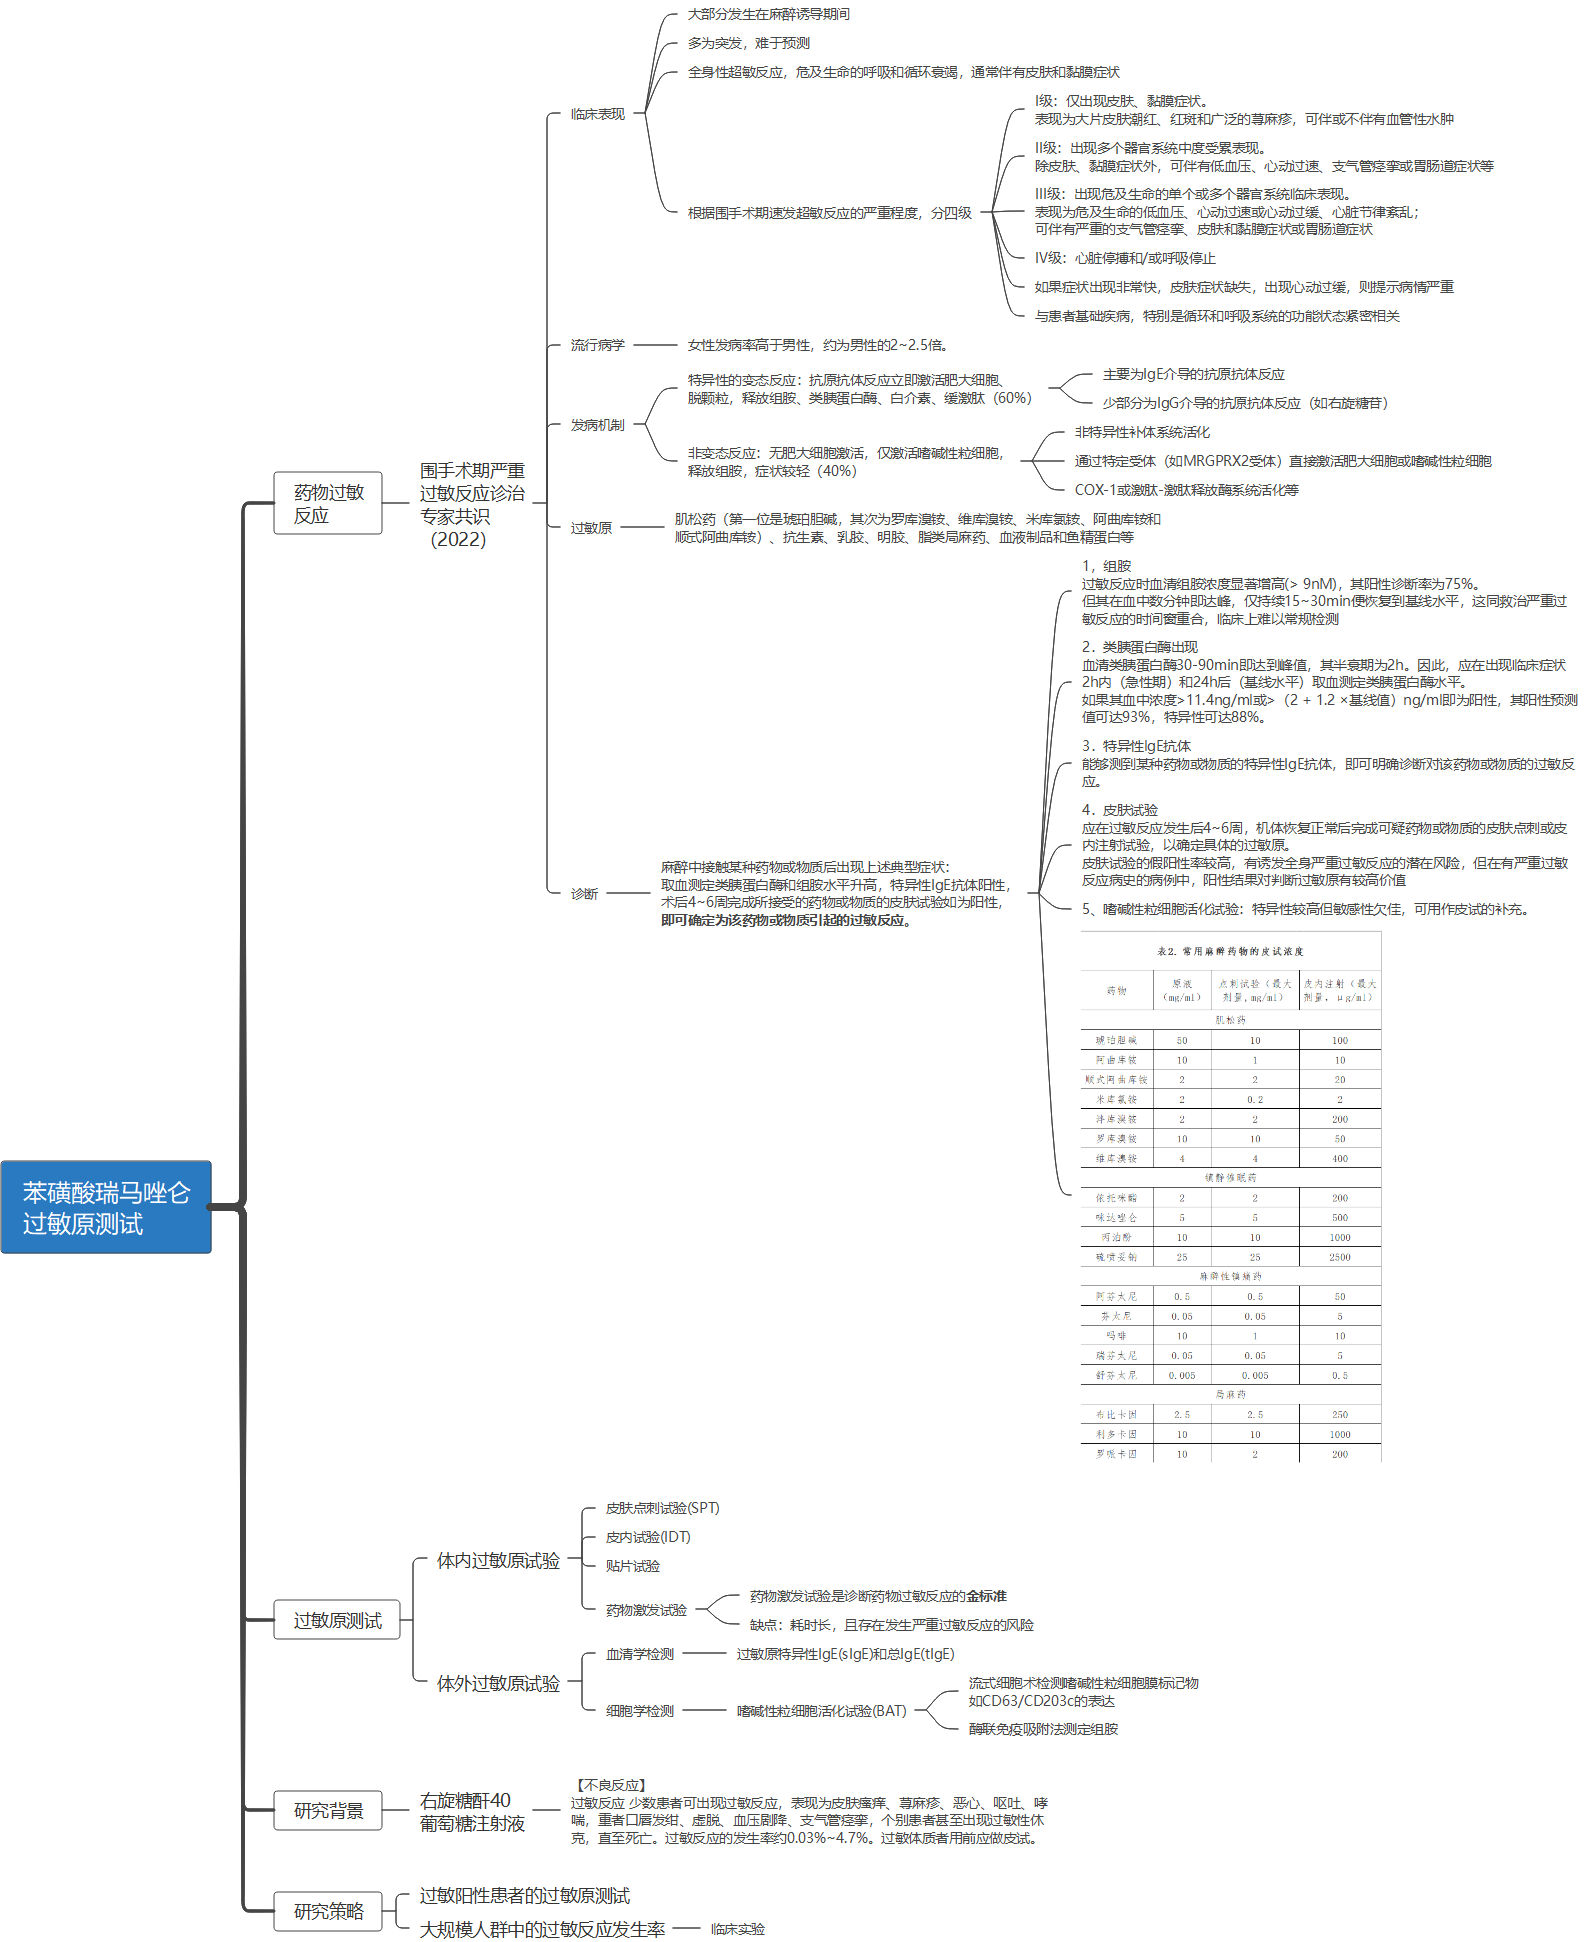 苯磺酸瑞马唑仑
过敏原测试
药物过敏
反应
围手术期严重
过敏反应诊治
专家共识
（2022）
临床表现
大部分发生在麻醉诱导期间
多为突发，难于预测
全身性超敏反应，危及生命的呼吸和循环衰竭，通常伴有皮肤和黏膜症状
根据围手术期速发超敏反应的严重程度，分四级
I级：仅出现皮肤、黏膜症状。
表现为大片皮肤潮红、红斑和广泛的荨麻疹，可伴或不伴有血管性水肿
II级：出现多个器官系统中度受累表现。
除皮肤、黏膜症状外，可伴有低血压、心动过速、支气管痉挛或胃肠道症状等
III级：出现危及生命的单个或多个器官系统临床表现。
表现为危及生命的低血压、心动过速或心动过缓、心脏节律紊乱；
可伴有严重的支气管痉挛、皮肤和黏膜症状或胃肠道症状
IV级：心脏停搏和/或呼吸停止
如果症状出现非常快，皮肤症状缺失，出现心动过缓，则提示病情严重
与患者基础疾病，特别是循环和呼吸系统的功能状态紧密相关
流行病学
女性发病率高于男性，约为男性的2~2.5倍。
发病机制
特异性的变态反应：抗原抗体反应立即激活肥大细胞、
脱颗粒，释放组胺、类胰蛋白酶、白介素、缓激肽（60%）
主要为IgE介导的抗原抗体反应
少部分为IgG介导的抗原抗体反应（如右旋糖苷）
非变态反应：无肥大细胞激活，仅激活嗜碱性粒细胞，
释放组胺，症状较轻（40%）
非特异性补体系统活化
通过特定受体（如MRGPRX2受体）直接激活肥大细胞或嗜碱性粒细胞
COX-1或激肽-激肽释放酶系统活化等
过敏原
肌松药（第一位是琥珀胆碱，其次为罗库溴铵、维库溴铵、米库氯铵、阿曲库铵和
顺式阿曲库铵）、抗生素、乳胶、明胶、脂类局麻药、血液制品和鱼精蛋白等
诊断
麻醉中接触某种药物或物质后出现上述典型症状：
取血测定类胰蛋白酶和组胺水平升高，特异性IgE抗体阳性，
术后4~6周完成所接受的药物或物质的皮肤试验如为阳性，
即可确定为该药物或物质引起的过敏反应。
1，组胺
过敏反应时血清组胺浓度显著增高(> 9nM)，其阳性诊断率为75%。
但其在血中数分钟即达峰，仅持续15~30min便恢复到基线水平，这同救治严重过
敏反应的时间窗重合，临床上难以常规检测
2．类胰蛋白酶出现
血清类胰蛋白酶30-90min即达到峰值，其半衰期为2h。因此，应在出现临床症状
2h内（急性期）和24h后（基线水平）取血测定类胰蛋白酶水平。
如果其血中浓度>11.4ng/ml或>（2 + 1.2 ×基线值）ng/ml即为阳性，其阳性预测
值可达93%，特异性可达88%。
3．特异性IgE抗体
能够测到某种药物或物质的特异性IgE抗体，即可明确诊断对该药物或物质的过敏反
应。
4．皮肤试验
应在过敏反应发生后4~6周，机体恢复正常后完成可疑药物或物质的皮肤点刺或皮
内注射试验，以确定具体的过敏原。
皮肤试验的假阳性率较高，有诱发全身严重过敏反应的潜在风险，但在有严重过敏
反应病史的病例中，阳性结果对判断过敏原有较高价值
5、嗜碱性粒细胞活化试验：特异性较高但敏感性欠佳，可用作皮试的补充。
表2. 常用麻醉药物的皮试浓度
药物 原液（mg/ml） 点刺试验（最大剂量,mg/ml） 皮内注射（最大剂量，μg/ml）
肌松药
琥珀胆碱 50 10 100
阿曲库铵 10 1 10
顺式阿曲库铵 2 2 20
米库氯铵 2 0.2 2
泮库溴铵 2 2 200
罗库溴铵 10 10 50
维库溴铵 4 4 400
镇静催眠药
依托咪酯 2 2 200
咪达唑仑 5 5 500
丙泊酚 10 10 1000
硫喷妥钠 25 25 2500
麻醉性镇痛药
阿芬太尼 0.5 0.5 50
芬太尼 0.05 0.05 5
吗啡 10 1 10
瑞芬太尼 0.05 0.05 5
舒芬太尼 0.005 0.005 0.5
局麻药
布比卡因 2.5 2.5 250
利多卡因 10 10 1000
罗哌卡因 10 2 200
过敏原测试
体内过敏原试验
皮肤点刺试验(SPT)
皮内试验(IDT)
贴片试验
药物激发试验
药物激发试验是诊断药物过敏反应的金标准
缺点：耗时长，且存在发生严重过敏反应的风险
体外过敏原试验
血清学检测
过敏原特异性IgE(sIgE)和总IgE(tIgE)
细胞学检测
嗜碱性粒细胞活化试验(BAT)
流式细胞术检测嗜碱性粒细胞膜标记物
如CD63/CD203c的表达
酶联免疫吸附法测定组胺
研究背景
右旋糖酐40
葡萄糖注射液
【不良反应】
过敏反应 少数患者可出现过敏反应，表现为皮肤瘙痒、荨麻疹、恶心、呕吐、哮
喘，重者口唇发绀、虚脱、血压剧降、支气管痉挛，个别患者甚至出现过敏性休
克，直至死亡。过敏反应的发生率约0.03%~4.7%。过敏体质者用前应做皮试。
研究策略
过敏阳性患者的过敏原测试
大规模人群中的过敏反应发生率
临床实验